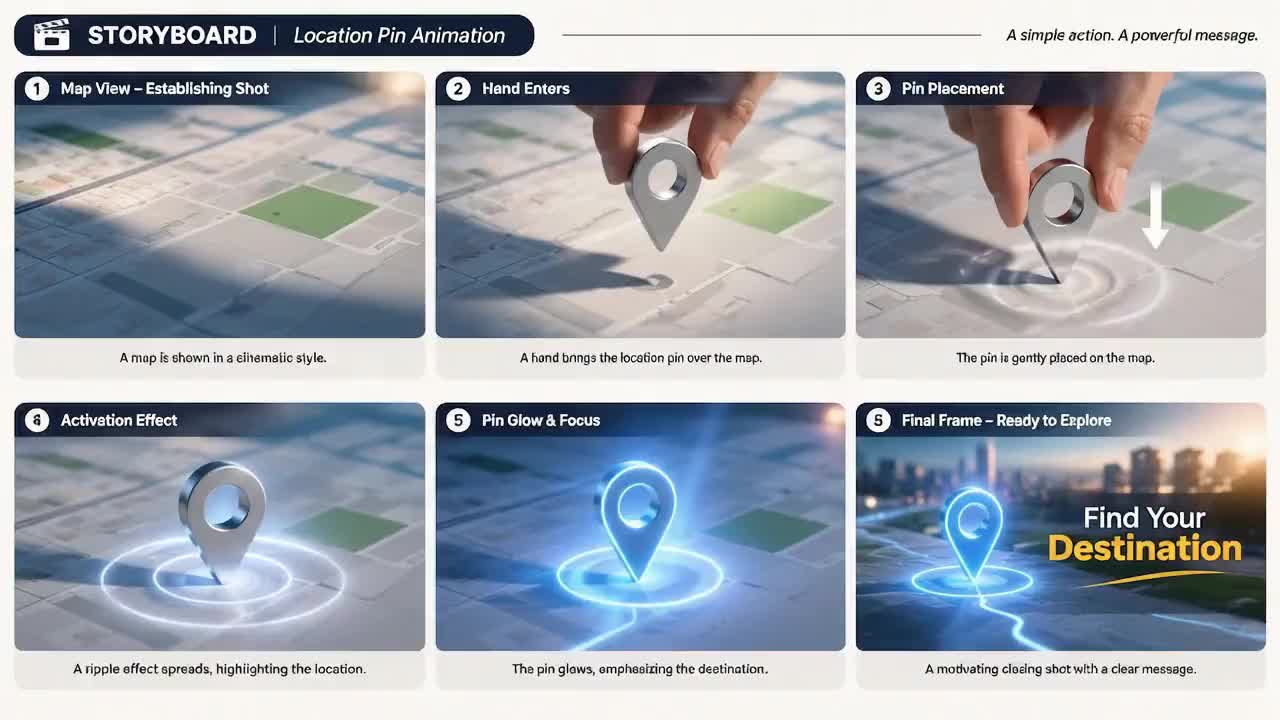 STORYBOARD | Location Pin Animation
A simple action. A powerful message.
1 Map View – Establishing Shot
2 Hand Enters
3 Pin Placement
A map is shown in a cinematic style.
A hand brings the location pin over the map.
The pin is gently placed on the map.
Activation Effect
5 Pin Glow & Focus
5 Final Frame – Ready to Explore
Find Your
Destination
A ripple effect spreads, highlighting the location.
The pin glows, emphasizing the destination.
A motivating closing shot with a clear message.